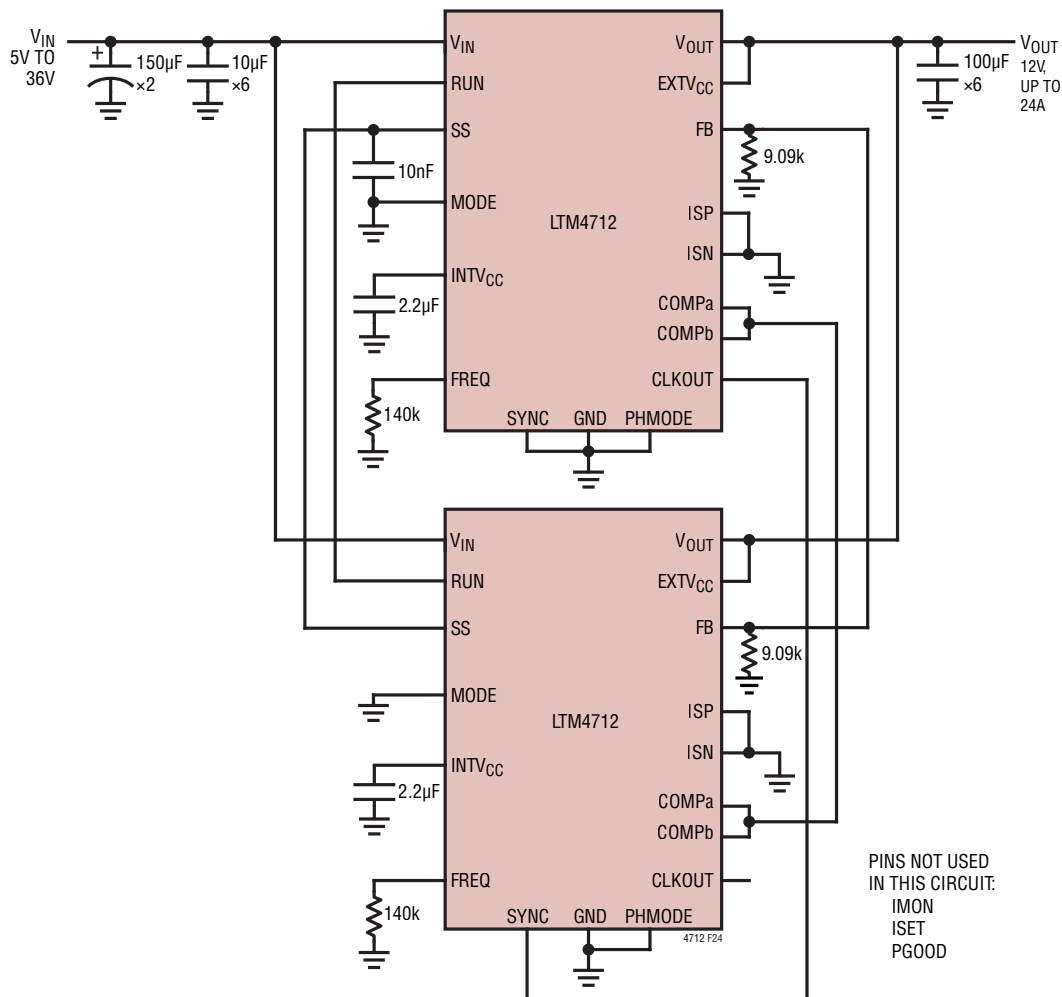 VIN
5V TO
36V
150µF
×2
10µF
×6
VIN
RUN
SS
10nF
MODE
INTVCC
2.2µF
FREQ
140k
SYNC
GND
PHMODE
LTM4712
VOUT
EXTVCC
FB
9.09k
ISP
ISN
COMPa
COMPb
CLKOUT
100µF
×6
VOUT
12V,
UP TO
24A
VIN
RUN
SS
MODE
INTVCC
2.2µF
FREQ
140k
SYNC
GND
PHMODE
LTM4712
VOUT
EXTVCC
FB
9.09k
ISP
ISN
COMPa
COMPb
CLKOUT
4712 F24
PINS NOT USED
IN THIS CIRCUIT:
IMON
ISET
PGOOD